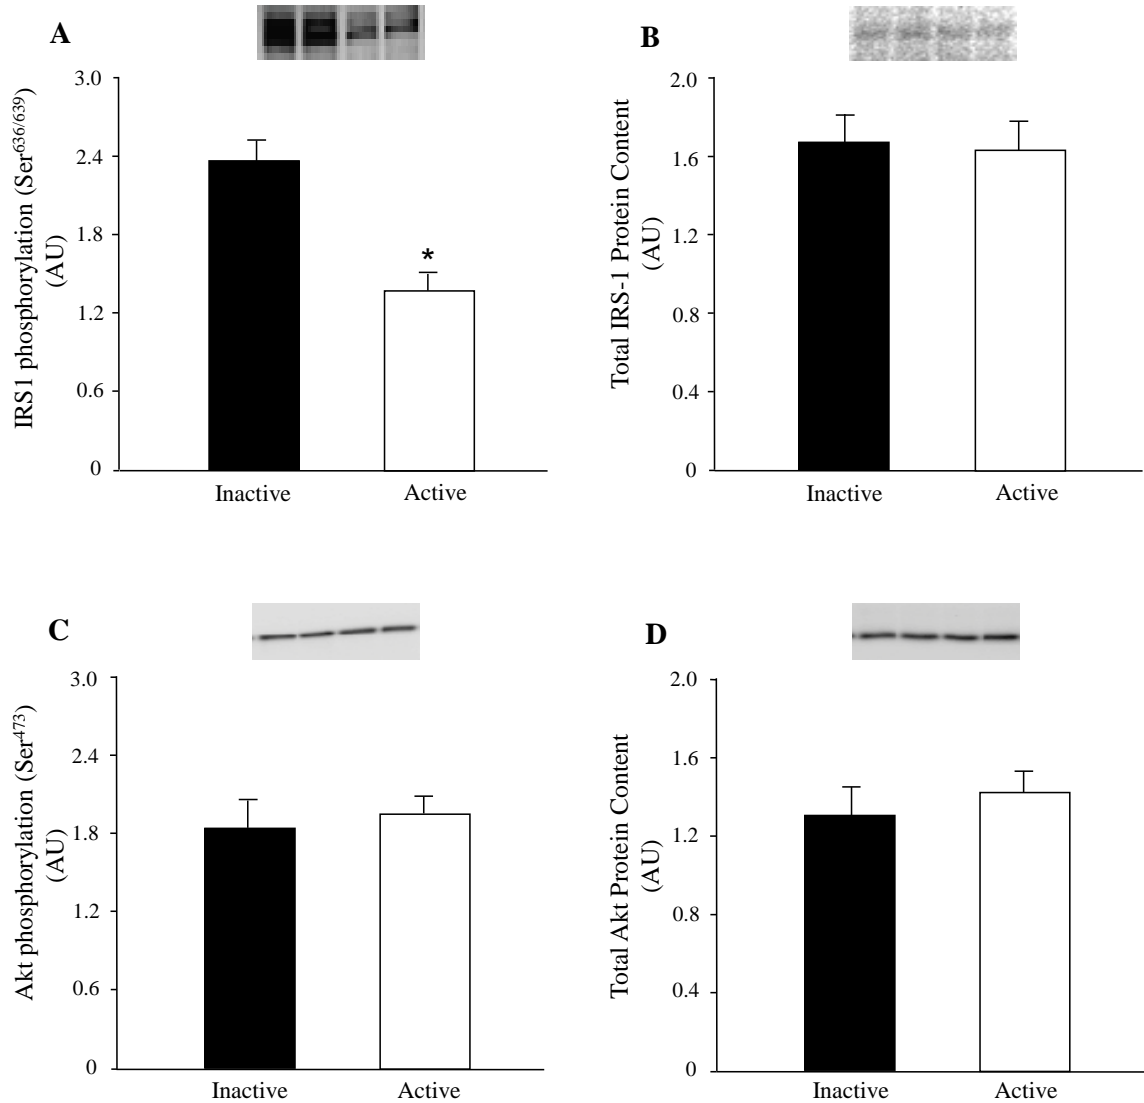 A
IRS1 phosphorylation (Ser636/639)
(AU)
3.0
2.4
1.8
1.2
0.6
0
*
Inactive
Active
B
Total IRS-1 Protein Content
(AU)
2.0
1.6
1.2
0.8
0.4
0
Inactive
Active
C
Akt phosphorylation (Ser473)
(AU)
3.0
2.4
1.8
1.2
0.6
0
Inactive
Active
D
Total Akt Protein Content
(AU)
2.0
1.6
1.2
0.8
0.4
0
Inactive
Active